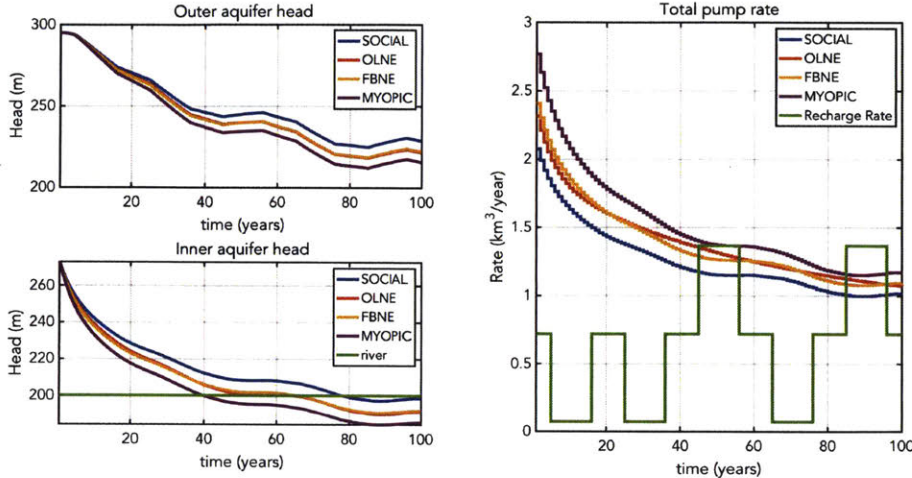 Outer aquifer head
300
250
200
Head (m)
SOCIAL
OLNE
FBNE
MYOPIC
20 40 60 80 100
time (years)
Inner aquifer head
260
240
220
200
Head (m)
SOCIAL
OLNE
FBNE
MYOPIC
river
20 40 60 80 100
time (years)
Total pump rate
3
2.5
2
1.5
1
0.5
0
Rate (km³/year)
SOCIAL
OLNE
FBNE
MYOPIC
Recharge Rate
20 40 60 80 100
time (years)